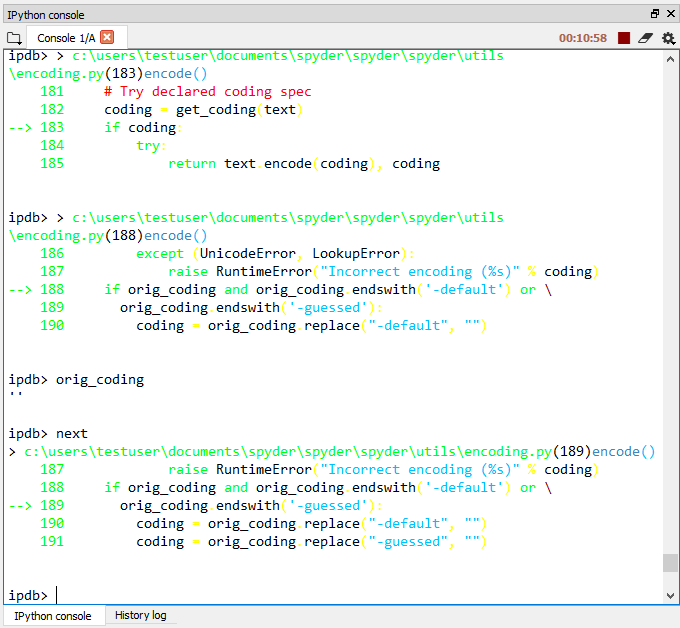 IPython console
Console 1/A
00:10:58
ipdb> > c:\users\testuser\documents\spyder\spyder\spyder\utils
\encoding.py(183)encode()
181 # Try declared coding spec
182 coding = get_coding(text)
--> 183 if coding:
184 try:
185 return text.encode(coding), coding
ipdb> > c:\users\testuser\documents\spyder\spyder\spyder\utils
\encoding.py(188)encode()
186 except (UnicodeError, LookupError):
187 raise RuntimeError("Incorrect encoding (%s)" % coding)
--> 188 if orig_coding and orig_coding.endswith('-default') or \
189 orig_coding.endswith('-guessed'):
190 coding = orig_coding.replace("-default", "")
ipdb> orig_coding
''
ipdb> next
> c:\users\testuser\documents\spyder\spyder\spyder\utils\encoding.py(189)encode()
187 raise RuntimeError("Incorrect encoding (%s)" % coding)
188 if orig_coding and orig_coding.endswith('-default') or \
--> 189 orig_coding.endswith('-guessed'):
190 coding = orig_coding.replace("-default", "")
191 coding = orig_coding.replace("-guessed", "")
ipdb>
IPython console
History log